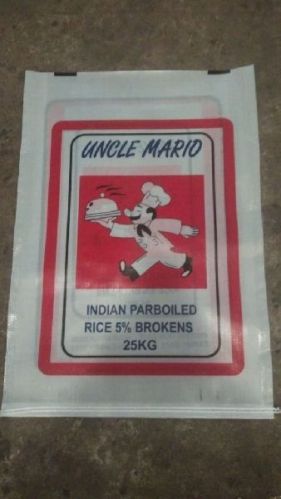 UNCLE MARIO
INDIAN PARBOILED
RICE 5% BROKENS
25KG